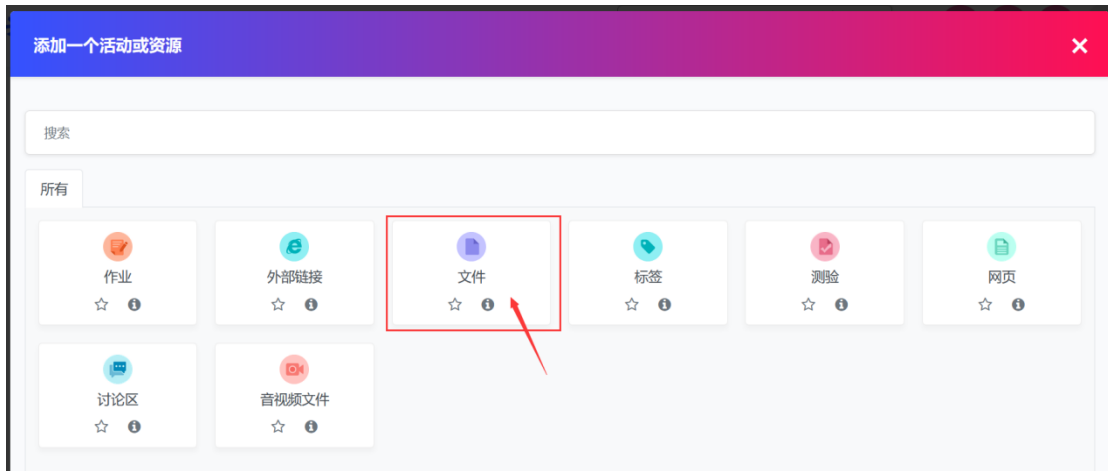 添加一个活动或资源
搜索
所有
作业
外部链接
文件
标签
测验
网页
讨论区
音视频文件